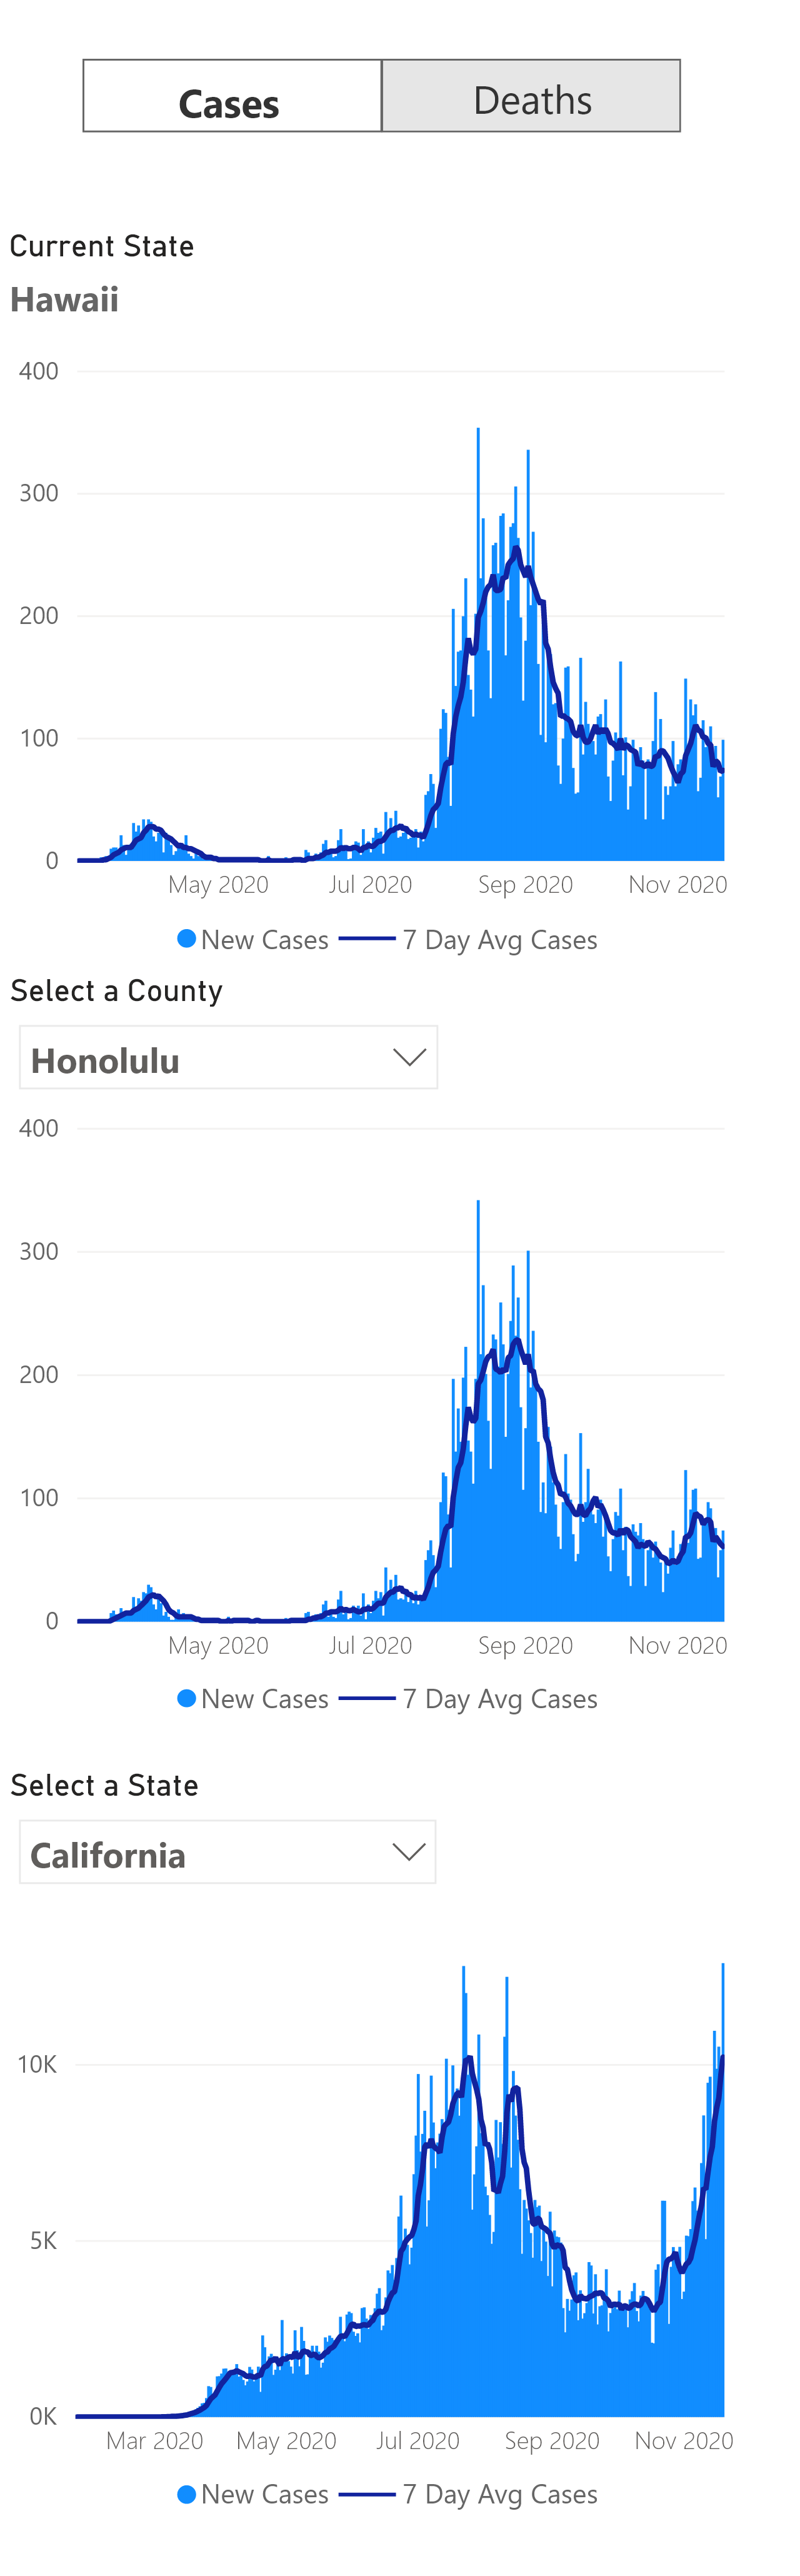 Cases Deaths
Current State
Hawaii
400
300
200
100
0
May 2020 Jul 2020 Sep 2020 Nov 2020
New Cases 7 Day Avg Cases
Select a County
Honolulu
400
300
200
100
0
May 2020 Jul 2020 Sep 2020 Nov 2020
New Cases 7 Day Avg Cases
Select a State
California
10K
5K
0K
Mar 2020 May 2020 Jul 2020 Sep 2020 Nov 2020
New Cases 7 Day Avg Cases